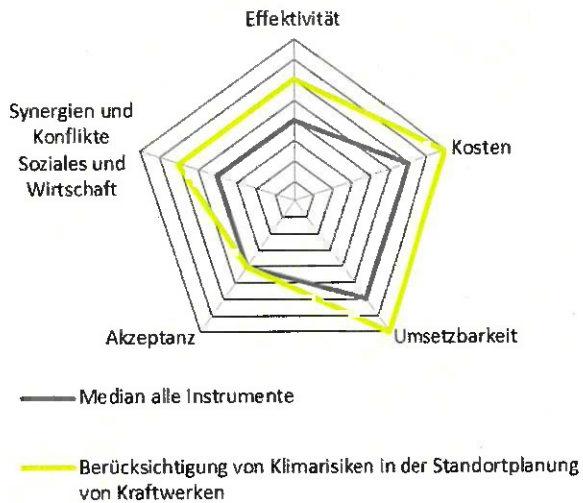 Effektivität
Synergien und
Konflikte
Soziales und
Wirtschaft
Kosten
Akzeptanz
Umsetzbarkeit
Median alle Instrumente
Berücksichtigung von Klimarisiken in der Standortplanung
von Kraftwerken